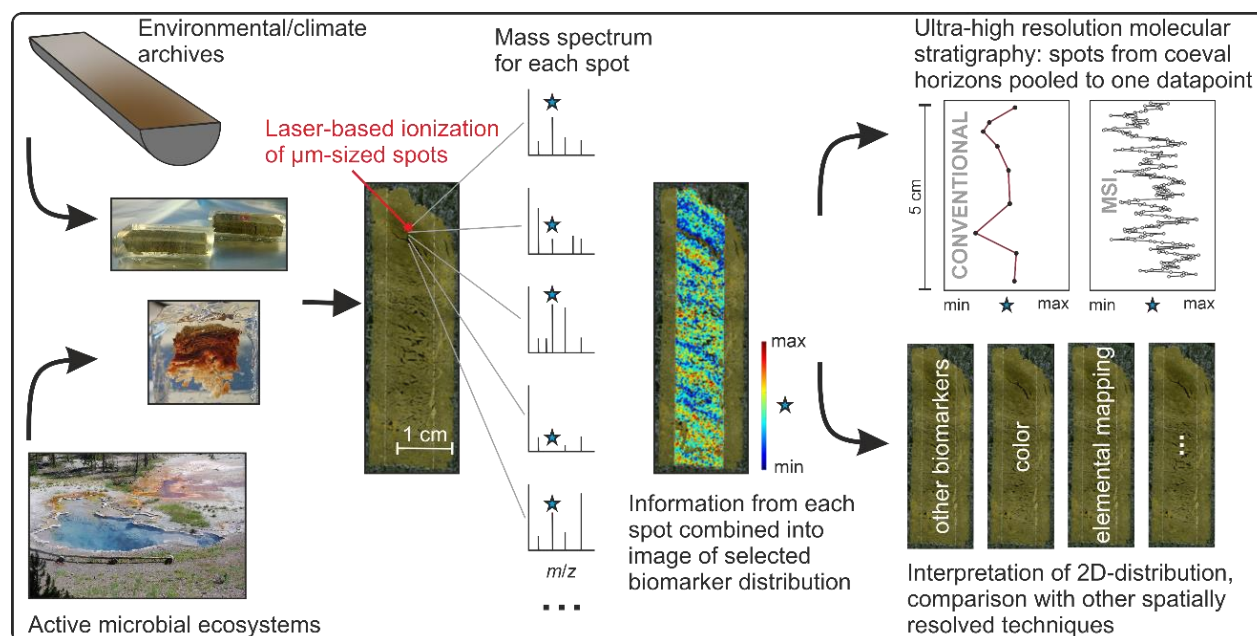 Environmental/climate
archives
Active microbial ecosystems
Laser-based ionization
of µm-sized spots
1 cm
Mass spectrum
for each spot
m/z
...
max
min
Information from each
spot combined into
image of selected
biomarker distribution
Ultra-high resolution molecular
stratigraphy: spots from coeval
horizons pooled to one datapoint
5 cm
CONVENTIONAL
MSI
min
max
min
max
other biomarkers
color
elemental mapping
...
Interpretation of 2D-distribution,
comparison with other spatially
resolved techniques